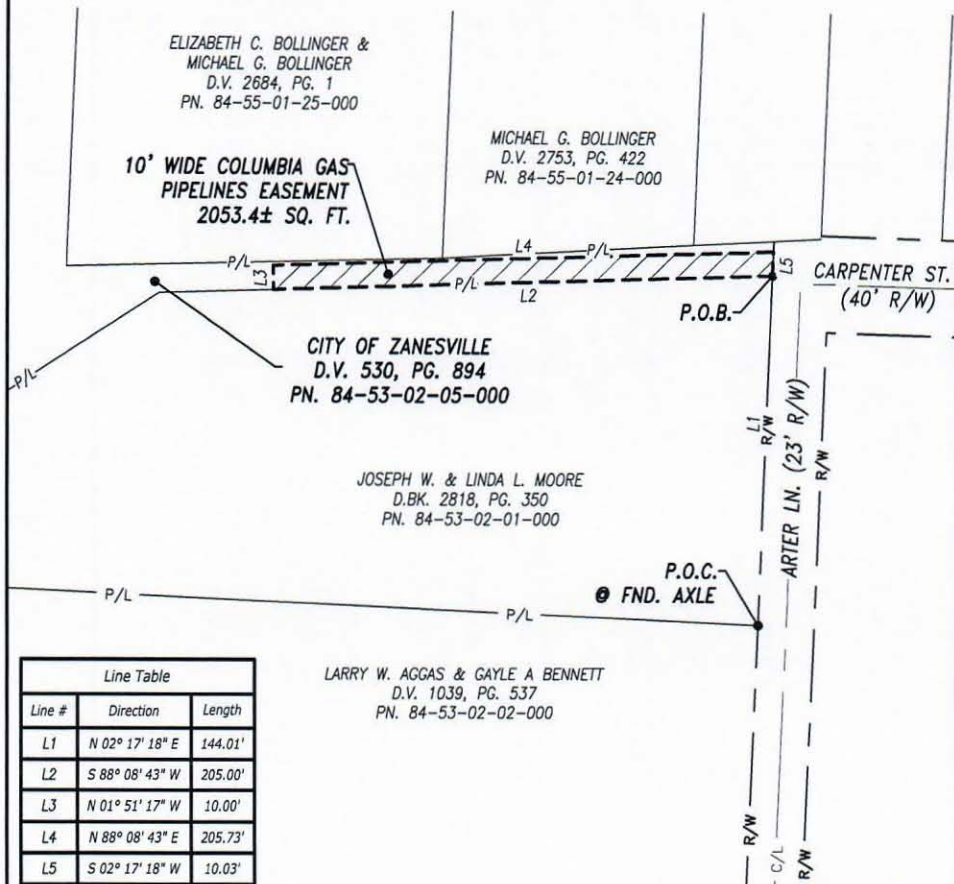 ELIZABETH C. BOLLINGER &
MICHAEL G. BOLLINGER
D.V. 2684, PG. 1
PN. 84-55-01-25-000
MICHAEL G. BOLLINGER
D.V. 2753, PG. 422
PN. 84-55-01-24-000
10' WIDE COLUMBIA GAS
PIPELINES EASEMENT
2053.4± SQ. FT.
P/L
L4
P/L
L3
P/L
L2
L5
P.O.B.
CARPENTER ST.
(40' R/W)
P/L
CITY OF ZANESVILLE
D.V. 530, PG. 894
PN. 84-53-02-05-000
L1
R/W
ARTER LN. (23' R/W)
R/W
JOSEPH W. & LINDA L. MOORE
D.BK. 2818, PG. 350
PN. 84-53-02-01-000
P.O.C.
@ FND. AXLE
P/L
P/L
LARRY W. AGGAS & GAYLE A BENNETT
D.V. 1039, PG. 537
PN. 84-53-02-02-000
Line Table
Line # Direction Length
L1 N 02° 17' 18" E 144.01'
L2 S 88° 08' 43" W 205.00'
L3 N 01° 51' 17" W 10.00'
L4 N 88° 08' 43" E 205.73'
L5 S 02° 17' 18" W 10.03'
R/W
C/L
R/W